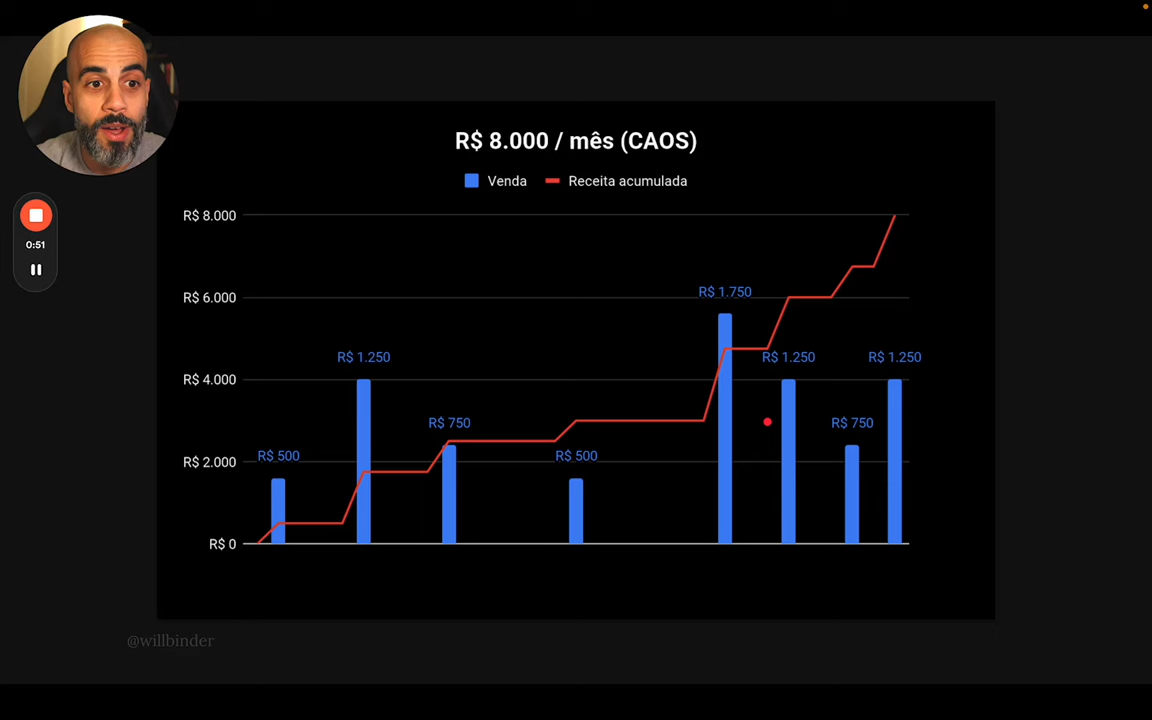 R$ 8.000 / mês (CAOS)
Venda
Receita acumulada
R$ 8.000
R$ 6.000
R$ 4.000
R$ 2.000
R$ 0
R$ 500
R$ 1.250
R$ 750
R$ 500
R$ 1.750
R$ 1.250
R$ 750
R$ 1.250
0:51
@willbinder